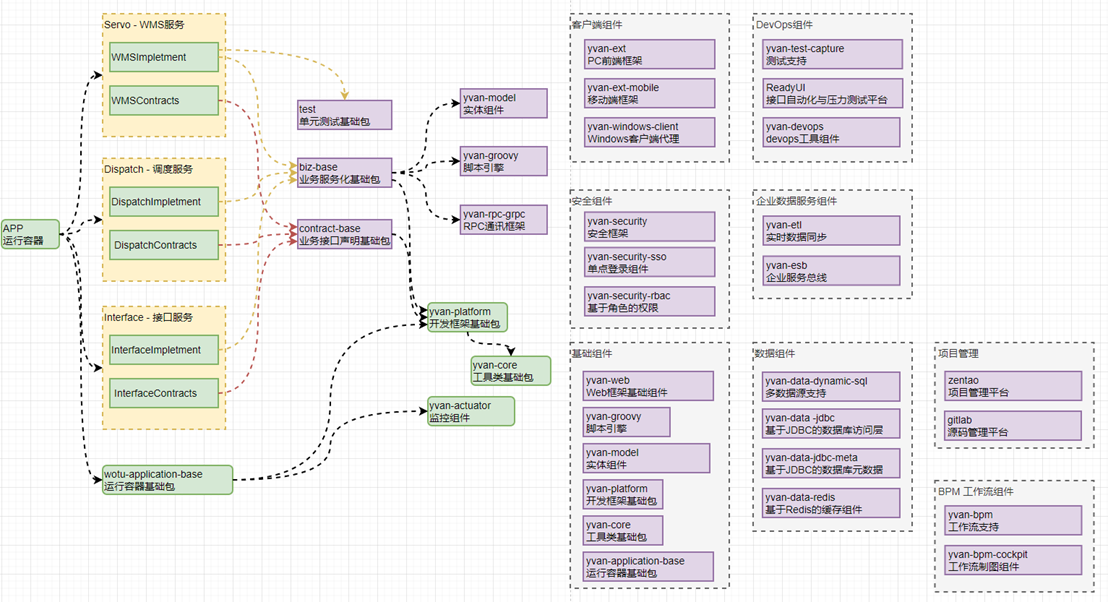 APP
运行容器
Servo - WMS服务
WMSImpletment
WMSContracts
Dispatch - 调度服务
DispatchImpletment
DispatchContracts
Interface - 接口服务
InterfaceImpletment
InterfaceContracts
wotu-application-base
运行容器基础包
test
单元测试基础包
biz-base
业务服务化基础包
contract-base
业务接口声明基础包
yvan-model
实体组件
yvan-groovy
脚本引擎
yvan-rpc-grpc
RPC通讯框架
yvan-platform
开发框架基础包
yvan-core
工具类基础包
yvan-actuator
监控组件
客户端组件
yvan-ext
PC前端框架
yvan-ext-mobile
移动端框架
yvan-windows-client
Windows客户端代理
DevOps组件
yvan-test-capture
测试支持
ReadyUI
接口自动化与压力测试平台
yvan-devops
devops工具组件
安全组件
yvan-security
安全框架
yvan-security-sso
单点登录组件
yvan-security-rbac
基于角色的权限
企业数据服务组件
yvan-etl
实时数据同步
yvan-esb
企业服务总线
基础组件
yvan-web
Web框架基础组件
yvan-groovy
脚本引擎
yvan-model
实体组件
yvan-platform
开发框架基础包
yvan-core
工具类基础包
yvan-application-base
运行容器基础包
数据组件
yvan-data-dynamic-sql
多数据源支持
yvan-data -jdbc
基于JDBC的数据库访问层
yvan-data-jdbc-meta
基于JDBC的数据库元数据
yvan-data-redis
基于Redis的缓存组件
项目管理
zentao
项目管理平台
gitlab
源码管理平台
BPM 工作流组件
yvan-bpm
工作流支持
yvan-bpm-cockpit
工作流制图组件